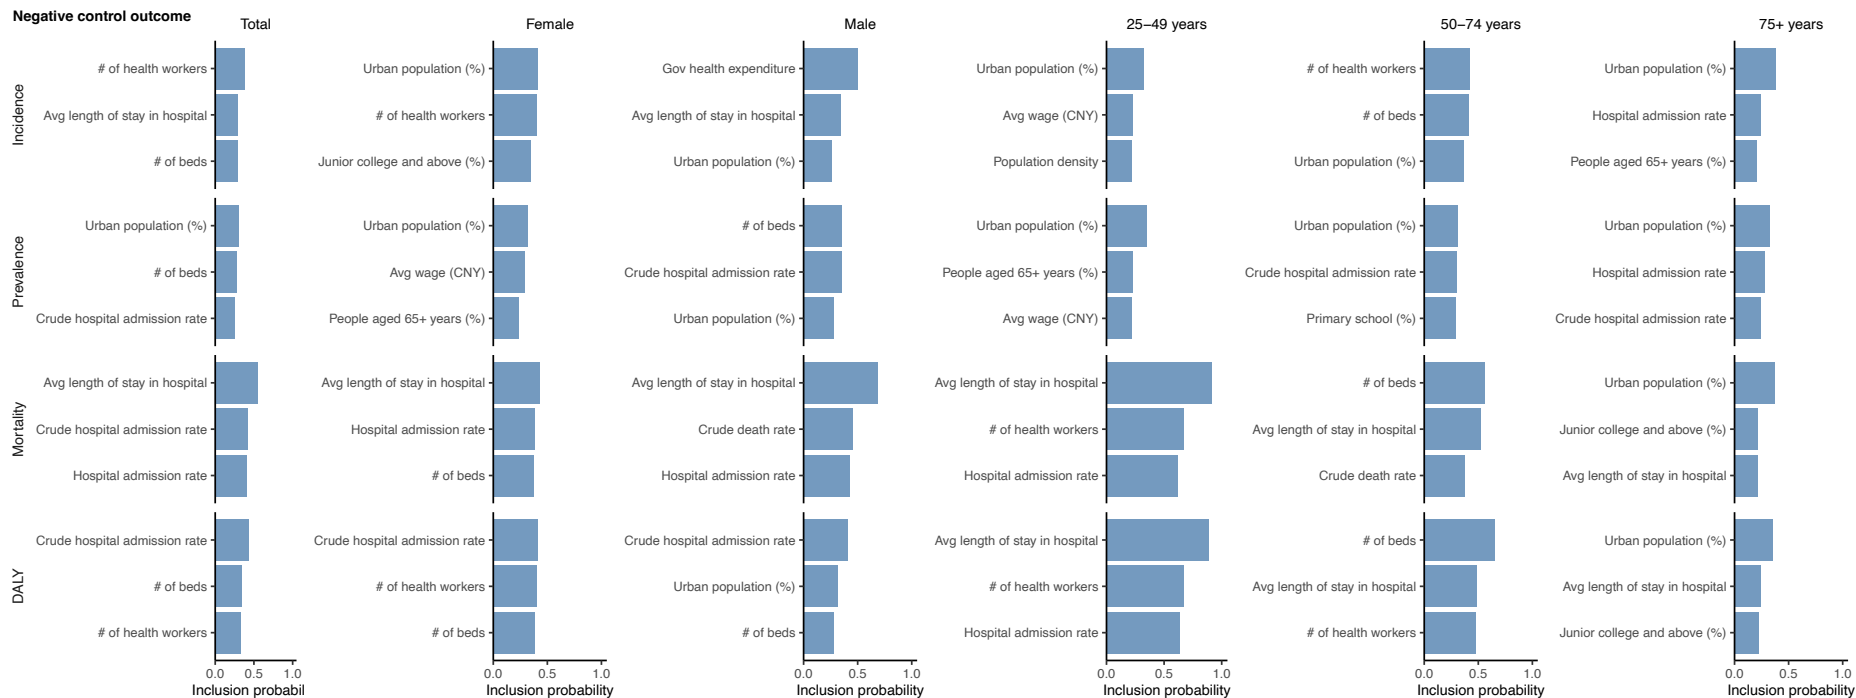 Negative control outcome
Total
Female
Male
25–49 years
50–74 years
75+ years
Incidence
# of health workers
Avg length of stay in hospital
# of beds
Urban population (%)
# of health workers
Junior college and above (%)
Gov health expenditure
Avg length of stay in hospital
Urban population (%)
Urban population (%)
Avg wage (CNY)
Population density
# of health workers
# of beds
Urban population (%)
Urban population (%)
Hospital admission rate
People aged 65+ years (%)
Prevalence
Urban population (%)
# of beds
Crude hospital admission rate
Urban population (%)
Avg wage (CNY)
People aged 65+ years (%)
# of beds
Crude hospital admission rate
Urban population (%)
Urban population (%)
People aged 65+ years (%)
Avg wage (CNY)
Urban population (%)
Crude hospital admission rate
Primary school (%)
Urban population (%)
Hospital admission rate
Crude hospital admission rate
Mortality
Avg length of stay in hospital
Crude hospital admission rate
Hospital admission rate
Avg length of stay in hospital
Hospital admission rate
# of beds
Avg length of stay in hospital
Crude death rate
Hospital admission rate
Avg length of stay in hospital
# of health workers
Hospital admission rate
# of beds
Avg length of stay in hospital
Crude death rate
Urban population (%)
Junior college and above (%)
Avg length of stay in hospital
DALY
Crude hospital admission rate
# of beds
# of health workers
Crude hospital admission rate
# of health workers
# of beds
Crude hospital admission rate
Urban population (%)
# of beds
Avg length of stay in hospital
# of health workers
Hospital admission rate
# of beds
Avg length of stay in hospital
# of health workers
Urban population (%)
Avg length of stay in hospital
Junior college and above (%)
0.0 0.5 1.0
Inclusion probabil
0.0 0.5 1.0
Inclusion probability
0.0 0.5 1.0
Inclusion probability
0.0 0.5 1.0
Inclusion probability
0.0 0.5 1.0
Inclusion probability
0.0 0.5 1.0
Inclusion probability